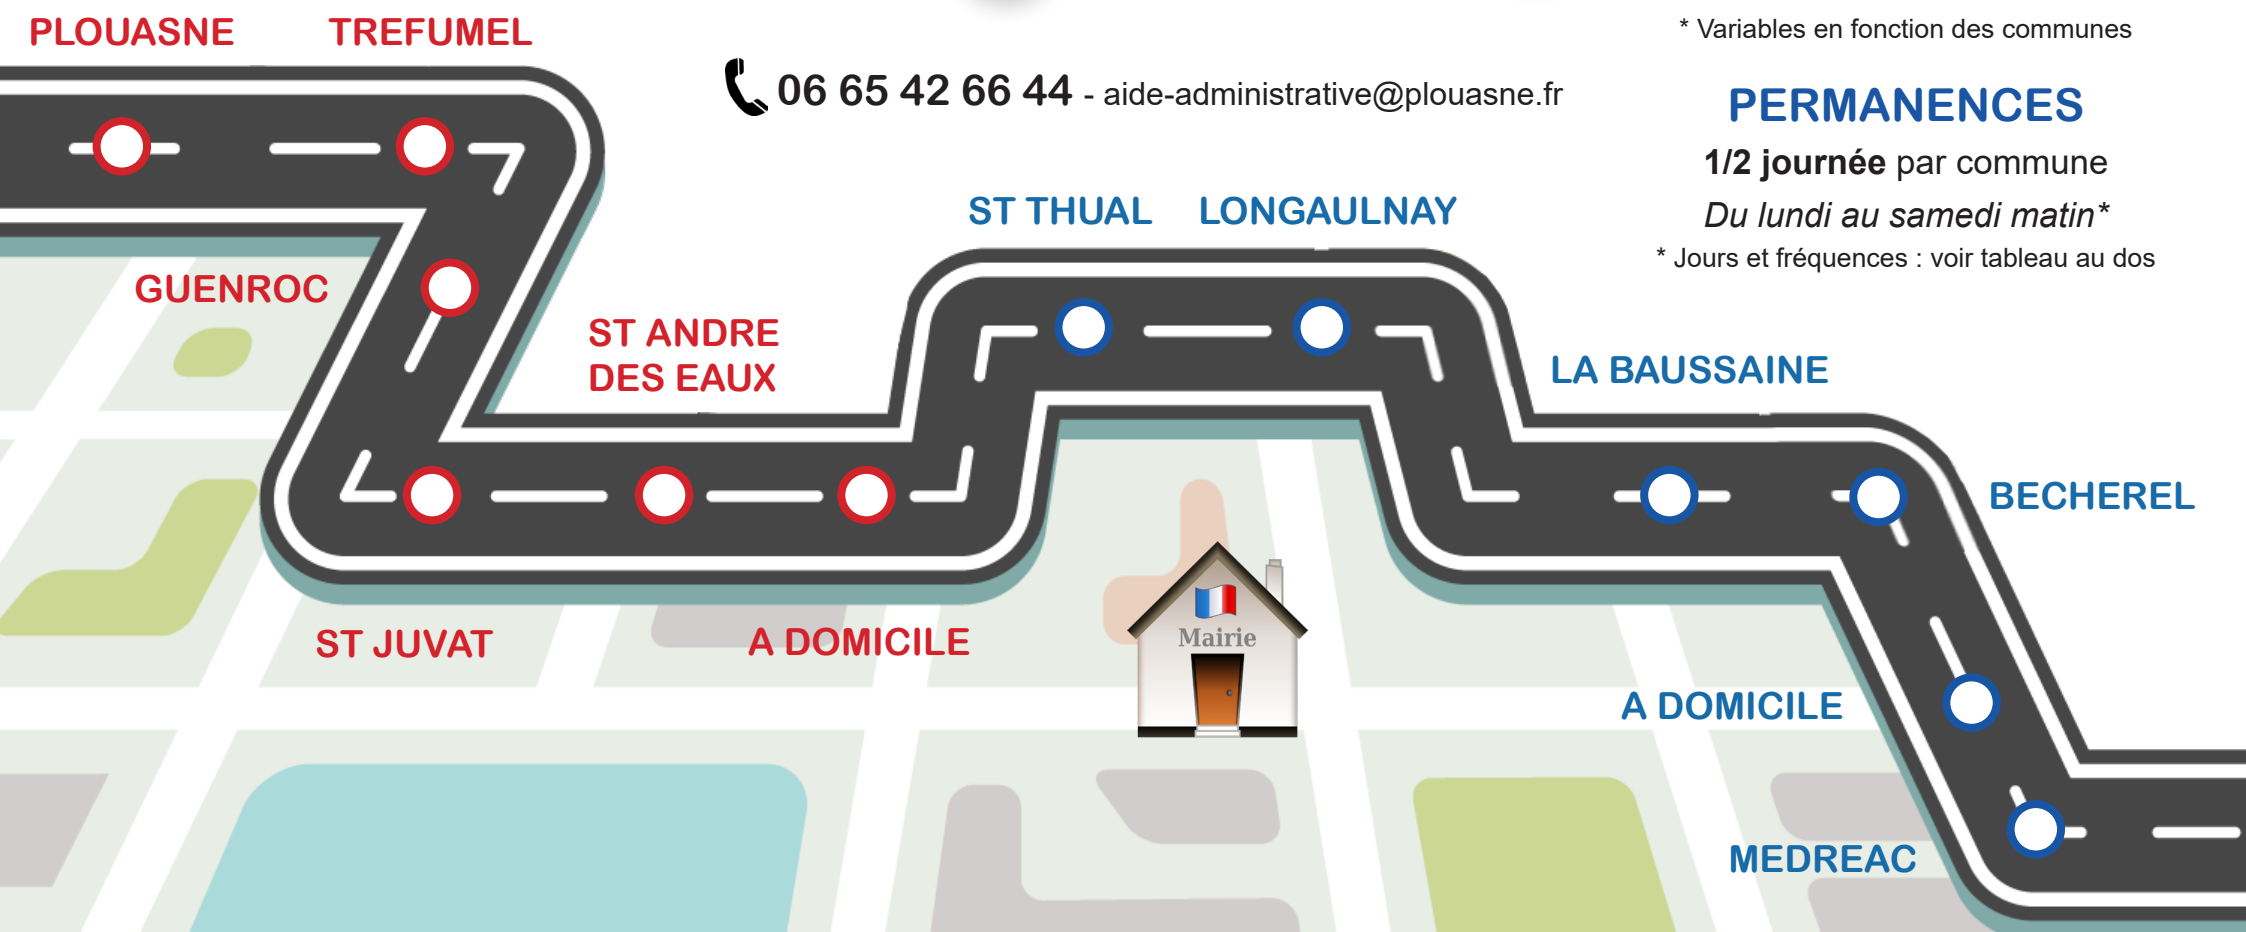 PLOUASNE
TREFUMEL
* Variables en fonction des communes
06 65 42 66 44 - aide-administrative@plouasne.fr
PERMANENCES
1/2 journée par commune
Du lundi au samedi matin*
* Jours et fréquences : voir tableau au dos
ST THUAL
LONGAULNAY
GUENROC
ST ANDRE
DES EAUX
LA BAUSSAINE
BECHEREL
ST JUVAT
A DOMICILE
Mairie
A DOMICILE
MEDREAC